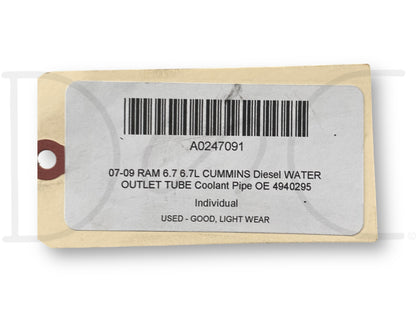 A0247091
07-09 RAM 6.7 6.7L CUMMINS Diesel WATER
OUTLET TUBE Coolant Pipe OE 4940295
Individual
USED - GOOD, LIGHT WEAR